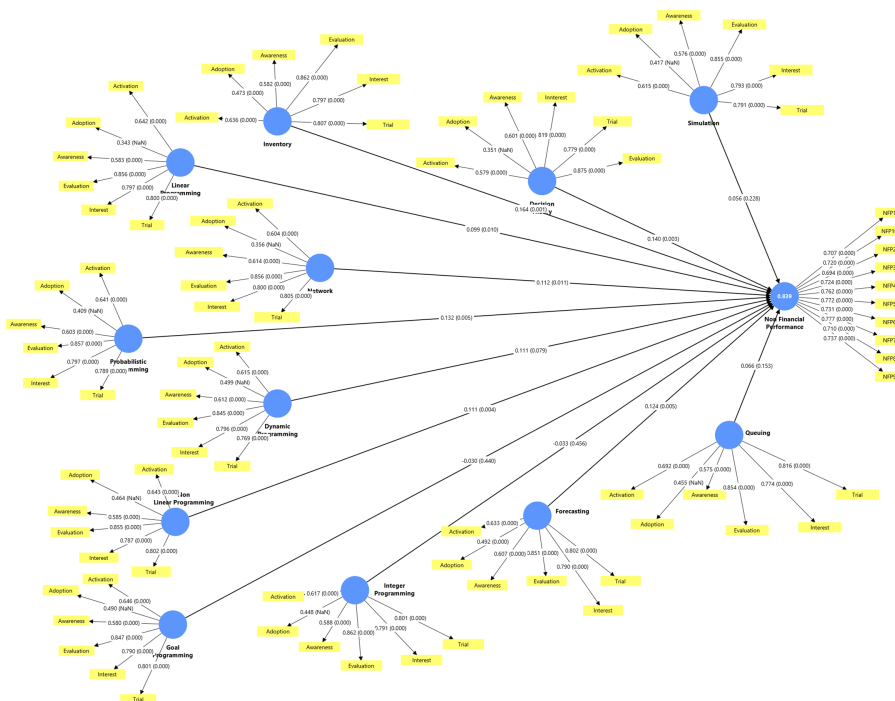 Adoption
Awareness
Evaluation
0.417 (NaN)
0.576 (0.000)
0.855 (0.000)
Activation
0.615 (0.000)
0.793 (0.000)
Interest
0.791 (0.000)
Trial
Simulation
Adoption
Awareness
Evaluation
0.473 (0.000)
0.582 (0.000)
0.862 (0.000)
Interest
0.797 (0.000)
Activation
0.636 (0.000)
0.807 (0.000)
Trial
Inventory
Activation
0.642 (0.000)
Adoption
0.343 (NaN)
Awareness
0.583 (0.000)
Evaluation
0.856 (0.000)
0.797 (0.000)
Interest
0.800 (0.000)
Trial
Linear
Adoption
Awareness
Innterest
Trial
0.351 (NaN)
0.601 (0.000)
819 (0.000)
0.779 (0.000)
Activation
0.579 (0.000)
0.875 (0.000)
Evaluation
Decision
0.164 (0.001)
0.099 (0.010)
0.140 (0.003)
0.056 (0.228)
Activation
0.604 (0.000)
Adoption
0.356 (NaN)
Awareness
0.614 (0.000)
Evaluation
0.856 (0.000)
0.800 (0.000)
Interest
0.805 (0.000)
Trial
Network
0.112 (0.011)
0.839
Non Financial
Performance
NFP1
0.707 (0.000)
0.720 (0.000)
NFP2
0.694 (0.000)
NFP3
0.724 (0.000)
NFP4
0.762 (0.000)
NFP5
0.772 (0.000)
0.731 (0.000)
NFP6
0.777 (0.000)
NFP7
0.710 (0.000)
NFP8
0.737 (0.000)
NFP9
Activation
0.641 (0.000)
Adoption
0.409 (NaN)
Awareness
0.603 (0.000)
Evaluation
0.857 (0.000)
0.797 (0.000)
Interest
0.789 (0.000)
Trial
Probabilistic
0.132 (0.005)
Activation
0.615 (0.000)
Adoption
0.499 (NaN)
Awareness
0.612 (0.000)
Evaluation
0.845 (0.000)
0.796 (0.000)
Interest
0.769 (0.000)
Trial
Dynamic
0.111 (0.079)
0.111 (0.004)
-0.030 (0.440)
-0.033 (0.456)
0.124 (0.005)
0.066 (0.153)
Activation
0.643 (0.000)
Adoption
0.464 (NaN)
Awareness
0.585 (0.000)
Evaluation
0.855 (0.000)
0.787 (0.000)
Interest
0.802 (0.000)
Trial
Linear Programming
Activation
0.646 (0.000)
Adoption
0.490 (NaN)
Awareness
0.580 (0.000)
Evaluation
0.847 (0.000)
0.790 (0.000)
Interest
0.801 (0.000)
Trial
Goal
Integer
Programming
Activation
0.617 (0.000)
0.448 (NaN)
Adoption
0.588 (0.000)
Awareness
0.862 (0.000)
Evaluation
0.791 (0.000)
Interest
0.801 (0.000)
Trial
Forecasting
Activation
0.633 (0.000)
0.492 (0.000)
Adoption
0.607 (0.000)
Awareness
0.851 (0.000)
Evaluation
0.802 (0.000)
Trial
0.790 (0.000)
Interest
Queuing
0.692 (0.000)
Activation
0.455 (NaN)
Adoption
0.575 (0.000)
Awareness
0.854 (0.000)
Evaluation
0.774 (0.000)
Interest
0.816 (0.000)
Trial